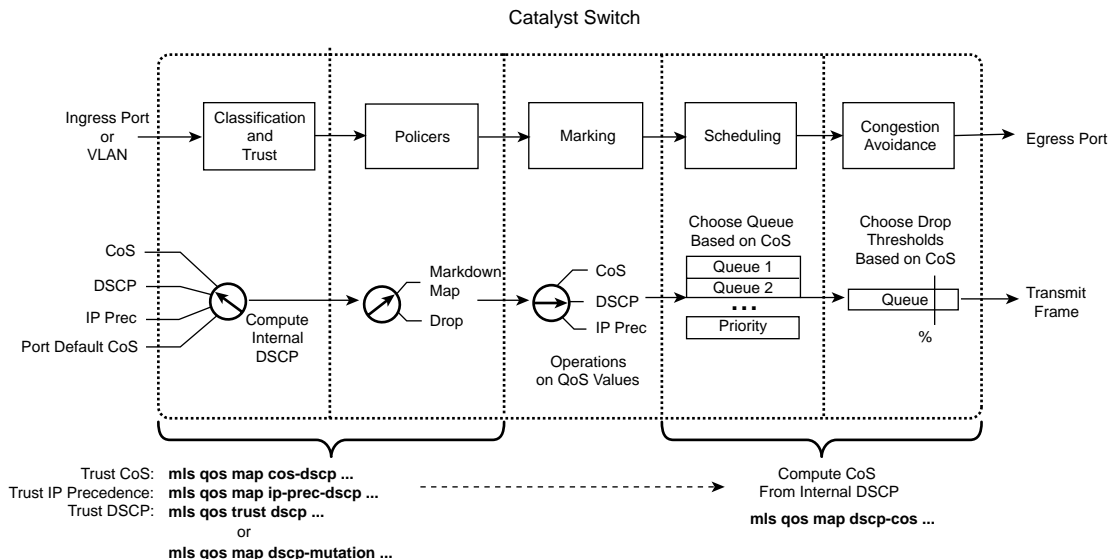 Catalyst Switch
Ingress Port
or
VLAN
Classification
and
Trust
Policers
Marking
Scheduling
Congestion
Avoidance
Egress Port
CoS
DSCP
IP Prec
Port Default CoS
Compute
Internal
DSCP
Markdown
Map
Drop
CoS
DSCP
IP Prec
Operations
on QoS Values
Choose Queue
Based on CoS
Queue 1
Queue 2
...
Priority
Choose Drop
Thresholds
Based on CoS
Queue
%
Transmit
Frame
Trust CoS: mls qos map cos-dscp ...
Trust IP Precedence: mls qos map ip-prec-dscp ...
Trust DSCP: mls qos trust dscp ...
or
mls qos map dscp-mutation ...
Compute CoS
From Internal DSCP
mls qos map dscp-cos ...